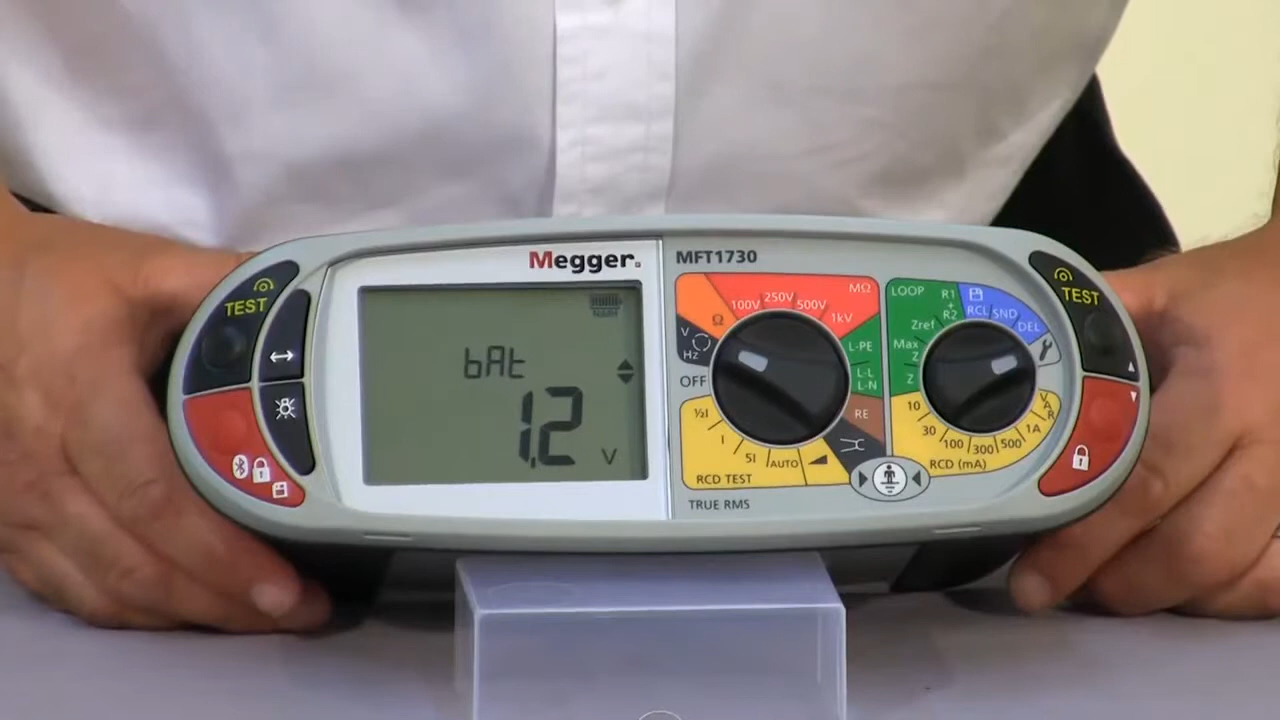 Megger.
MFT1730
TEST
NiMH
bAt
1.2 V
V
Hz
Ω
100V
250V
500V
1kV
MΩ
L-PE
L-L
L-N
RE
OFF
½I
I
5I
AUTO
RCD TEST
TRUE RMS
LOOP
R1
+
R2
Zref
Max
Z
Z
RCL
SND
DEL
10
30
100
300
500
1A
VAR
RCD (mA)
TEST